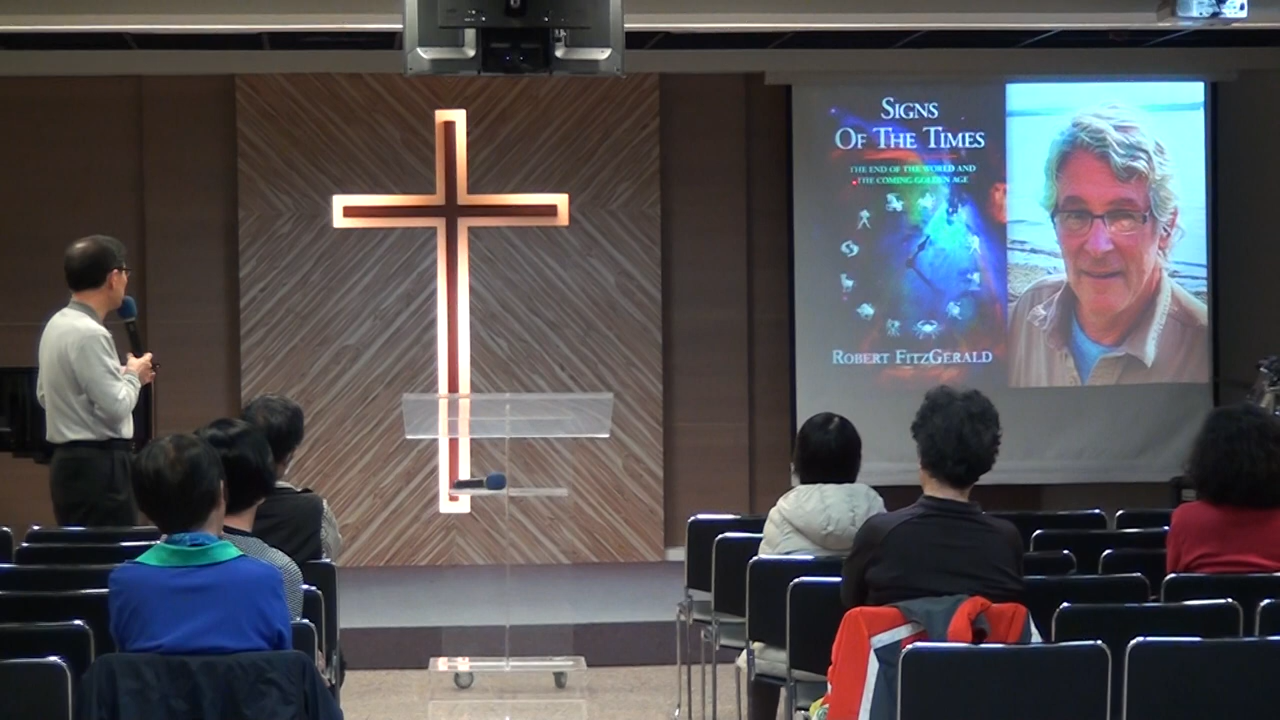 SIGNS
OF THE TIMES
THE END OF THE WORLD AND
THE COMING GOLDEN AGE
ROBERT FITZGERALD